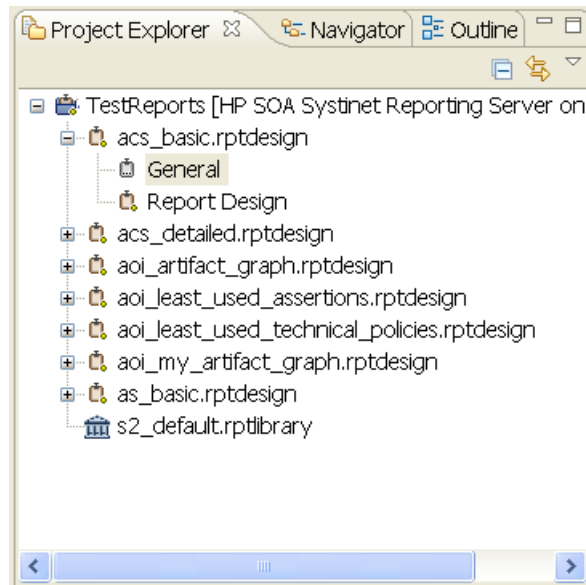 Project Explorer Navigator Outline
TestReports [HP SOA Systinet Reporting Server on
acs_basic.rptdesign
General
Report Design
acs_detailed.rptdesign
aoi_artifact_graph.rptdesign
aoi_least_used_assertions.rptdesign
aoi_least_used_technical_policies.rptdesign
aoi_my_artifact_graph.rptdesign
as_basic.rptdesign
s2_default.rptlibrary